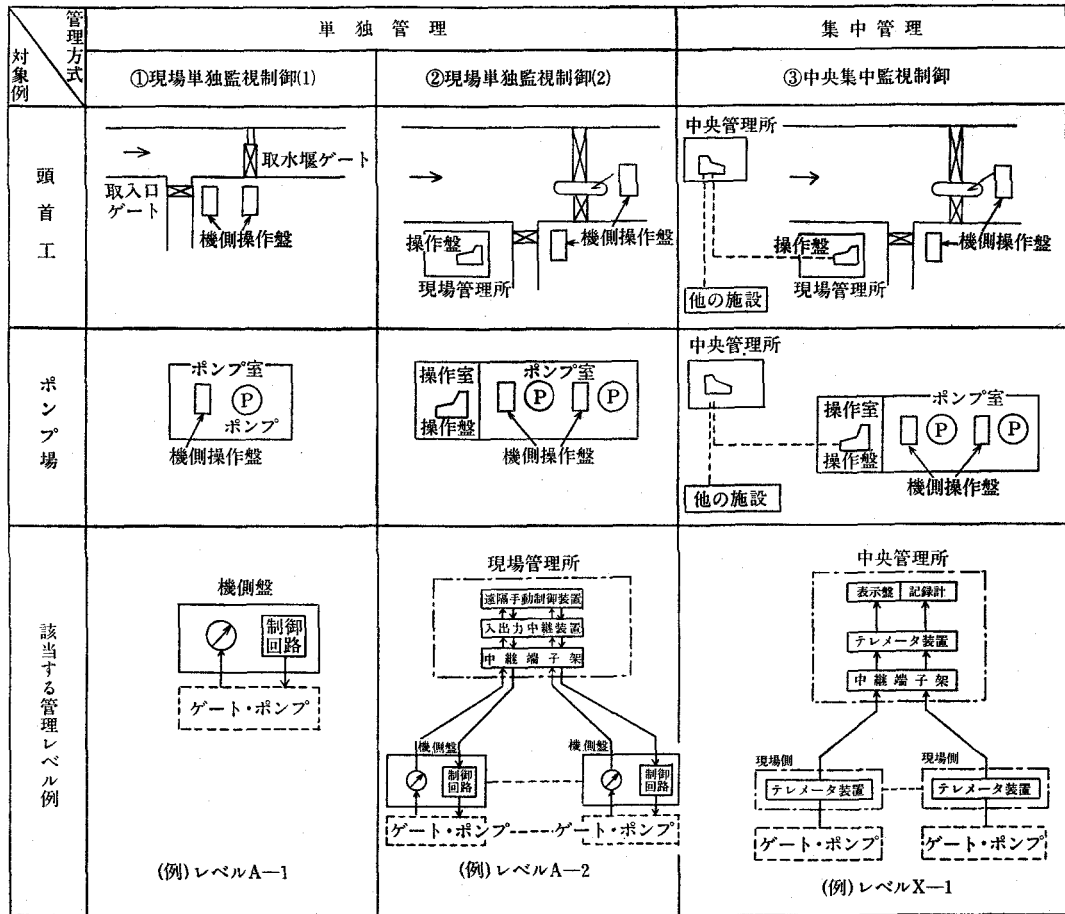 管理方式
対象例
単独管理
集中管理
①現場単独監視制御(1)
②現場単独監視制御(2)
③中央集中監視制御
頭首工
取水堰ゲート
取入口
ゲート
機側操作盤
機側操作盤
操作盤
現場管理所
中央管理所
操作盤
機側操作盤
現場管理所
他の施設
ポンプ場
ポンプ室
P
ポンプ
機側操作盤
操作室
操作盤
ポンプ室
P
P
機側操作盤
中央管理所
操作室
操作盤
ポンプ室
P
P
機側操作盤
他の施設
該当する管理レベル例
機側盤
制御
回路
ゲート・ポンプ
(例)レベルA―1
現場管理所
遠隔手動制御装置
入出力中継装置
中継端子架
機側盤
制御
回路
機側盤
制御
回路
ゲート・ポンプ
ゲート・ポンプ
(例)レベルA―2
中央管理所
表示盤
記録計
テレメータ装置
中継端子架
現場側
テレメータ装置
現場側
テレメータ装置
ゲート・ポンプ
ゲート・ポンプ
(例)レベルX―1